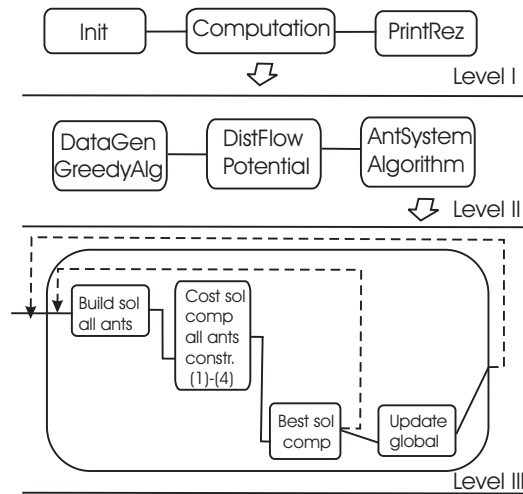 Init
Computation
PrintRez
Level I
DataGen
GreedyAlg
DistFlow
Potential
AntSystem
Algorithm
Level II
Build sol
all ants
Cost sol
comp
all ants
constr.
(1)-(4)
Best sol
comp
Update
global
Level III